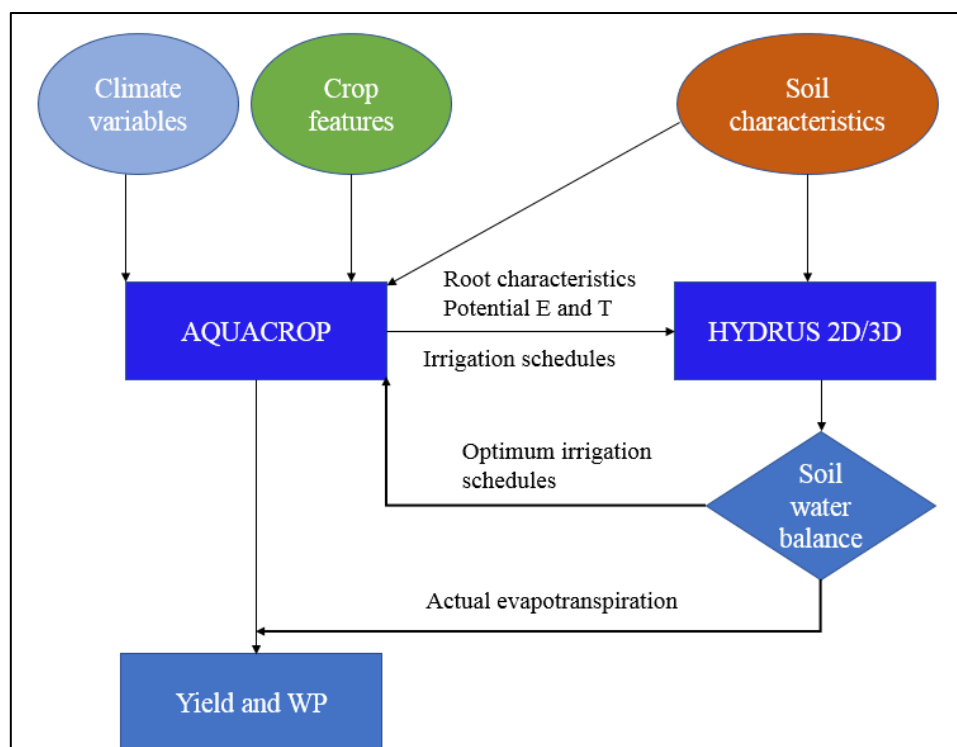 Climate
variables
Crop
features
Soil
characteristics
Root characteristics
Potential E and T
AQUACROP
HYDRUS 2D/3D
Irrigation schedules
Optimum irrigation
schedules
Soil
water
balance
Actual evapotranspiration
Yield and WP